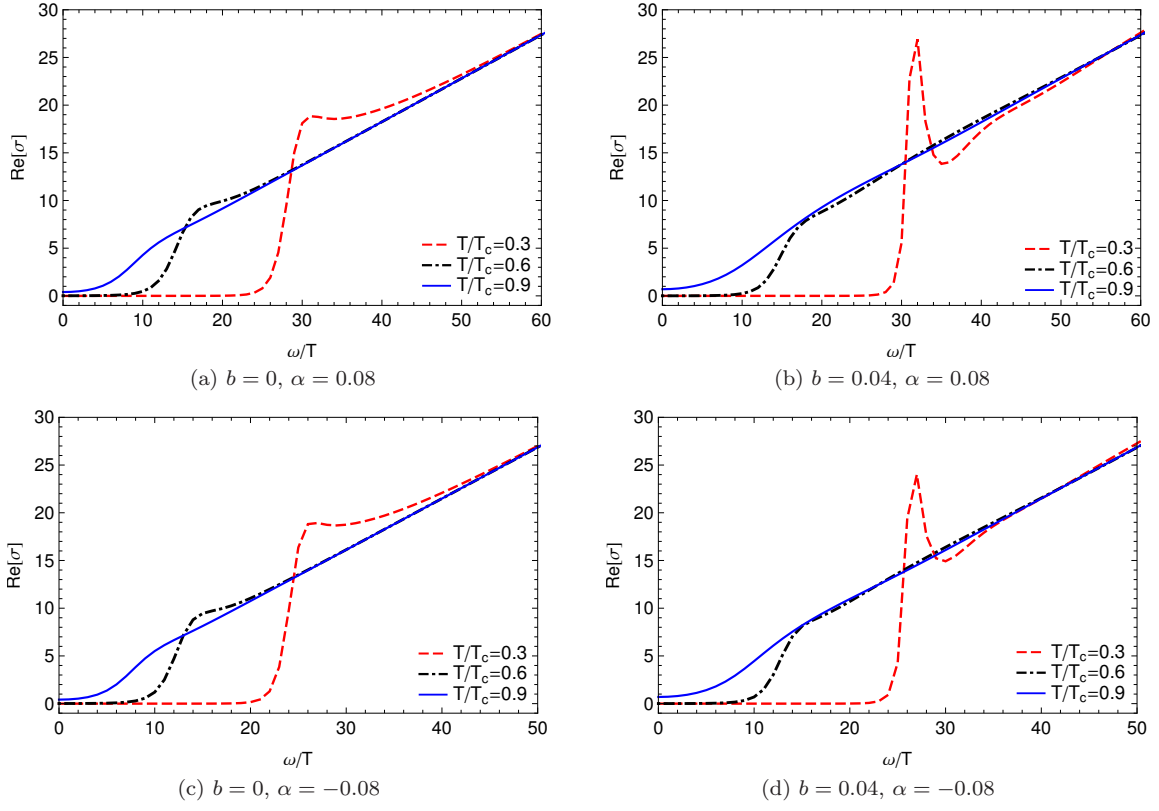 30
25
20
15
10
5
0
Re[σ]
0 10 20 30 40 50 60
ω/T
T/Tc=0.3
T/Tc=0.6
T/Tc=0.9
(a) b = 0, α = 0.08
30
25
20
15
10
5
0
Re[σ]
0 10 20 30 40 50 60
ω/T
T/Tc=0.3
T/Tc=0.6
T/Tc=0.9
(b) b = 0.04, α = 0.08
30
25
20
15
10
5
0
Re[σ]
0 10 20 30 40 50
ω/T
T/Tc=0.3
T/Tc=0.6
T/Tc=0.9
(c) b = 0, α = −0.08
30
25
20
15
10
5
0
Re[σ]
0 10 20 30 40 50
ω/T
T/Tc=0.3
T/Tc=0.6
T/Tc=0.9
(d) b = 0.04, α = −0.08